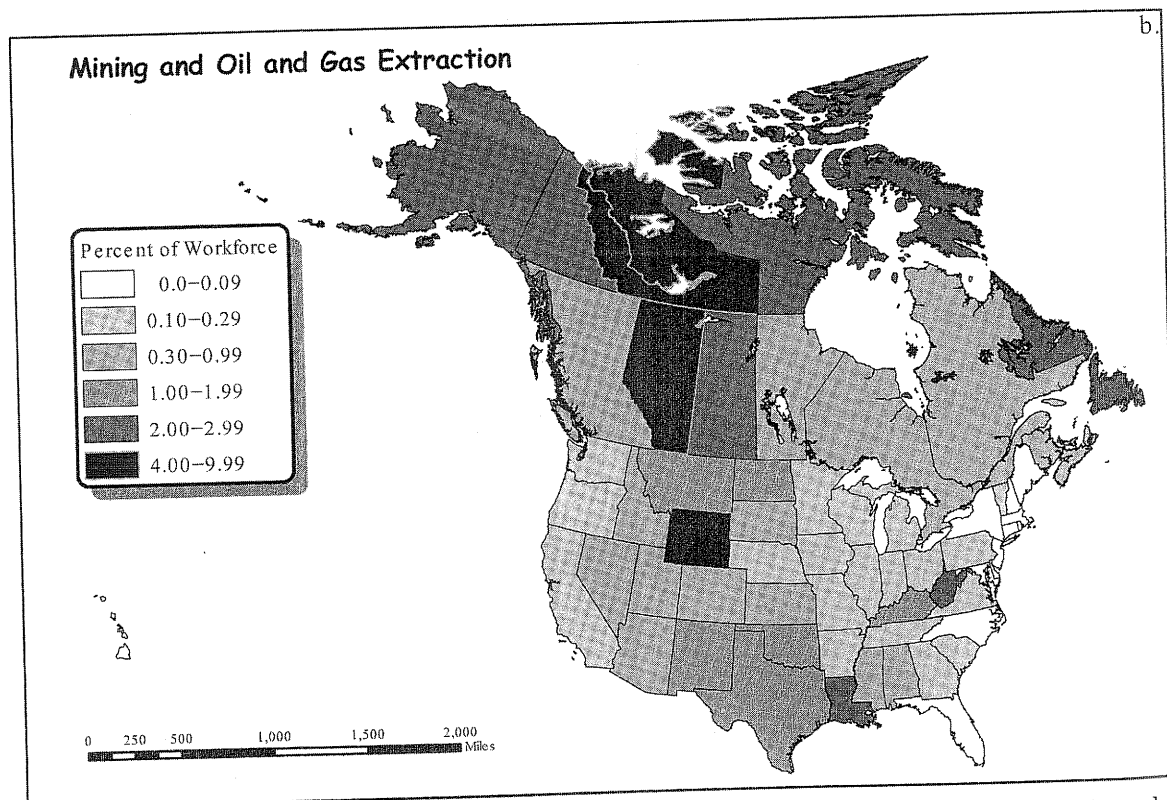 b.
Mining and Oil and Gas Extraction
Percent of Workforce
0.0–0.09
0.10–0.29
0.30–0.99
1.00–1.99
2.00–2.99
4.00–9.99
0 250 500 1,000 1,500 2,000
Miles